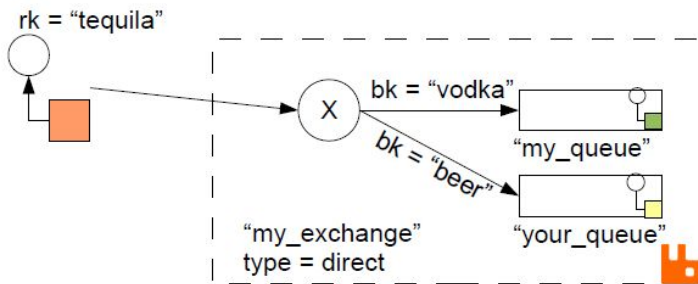 rk = “tequila”
X
bk = “vodka”
bk = “beer”
“my_queue”
“your_queue”
“my_exchange”
type = direct